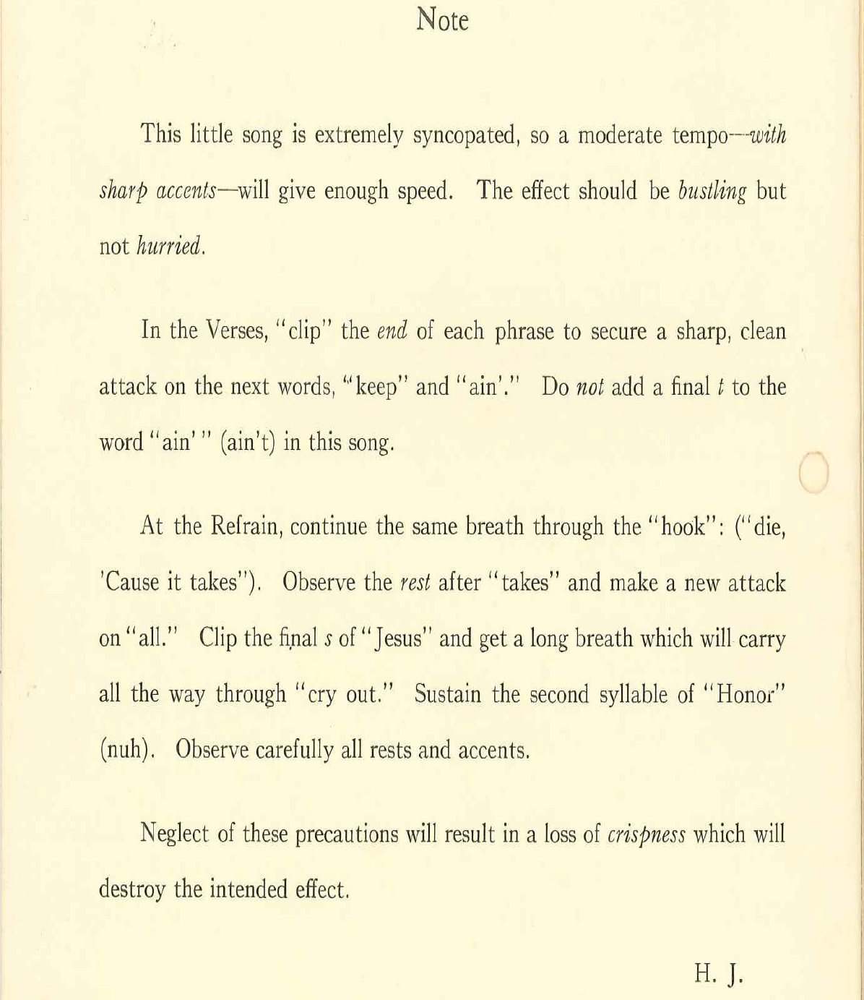 Note
This little song is extremely syncopated, so a moderate tempo—with
sharp accents—will give enough speed. The effect should be bustling but
not hurried.
In the Verses, “clip” the end of each phrase to secure a sharp, clean
attack on the next words, “keep” and “ain'.” Do not add a final t to the
word “ain' ” (ain't) in this song.
At the Refrain, continue the same breath through the “hook”: (“die,
'Cause it takes”). Observe the rest after “takes” and make a new attack
on “all.” Clip the final s of “Jesus” and get a long breath which will carry
all the way through “cry out.” Sustain the second syllable of “Honor”
(nuh). Observe carefully all rests and accents.
Neglect of these precautions will result in a loss of crispness which will
destroy the intended effect.
H. J.